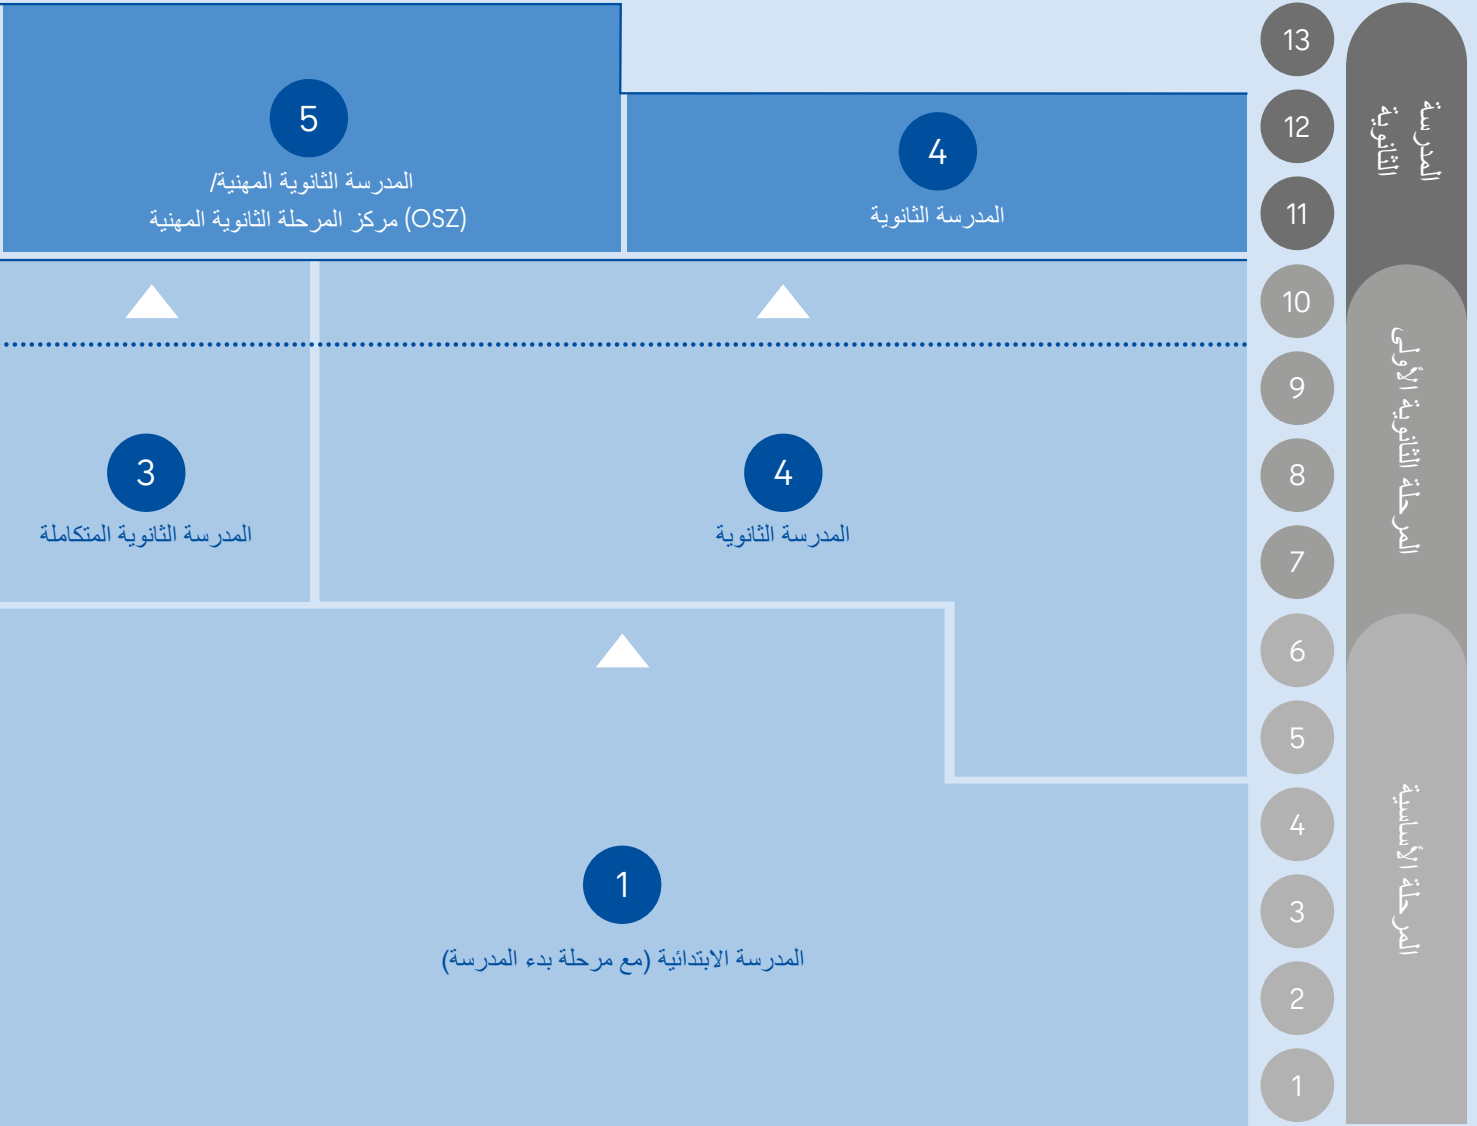 13
12
11
10
9
8
7
6
5
4
3
2
1
المدرسة
الثانوية
المرحلة الثانوية الأولى
المرحلة الأساسية
4
المدرسة الثانوية
5
المدرسة الثانوية المهنية/
(OSZ) مركز المرحلة الثانوية المهنية
4
المدرسة الثانوية
3
المدرسة الثانوية المتكاملة
1
المدرسة الابتدائية (مع مرحلة بدء المدرسة)